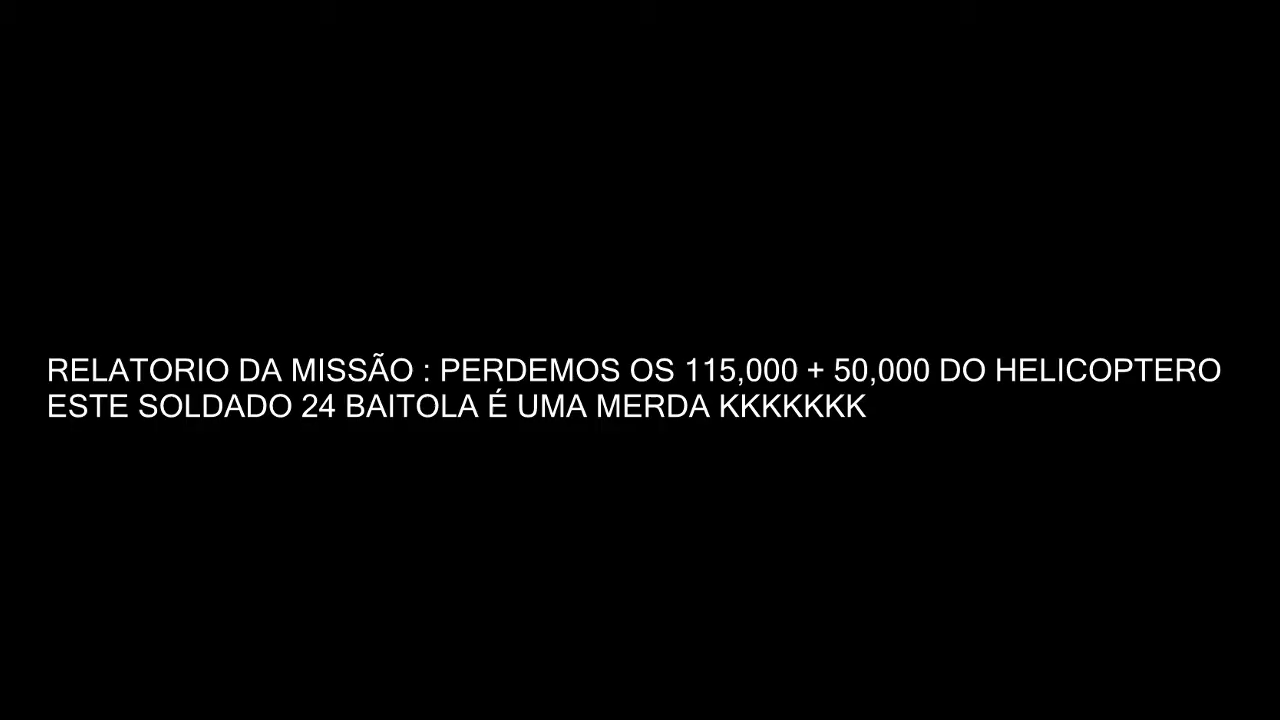 RELATORIO DA MISSÃO : PERDEMOS OS 115,000 + 50,000 DO HELICOPTERO
ESTE SOLDADO 24 BAITOLA É UMA MERDA KKKKKKK